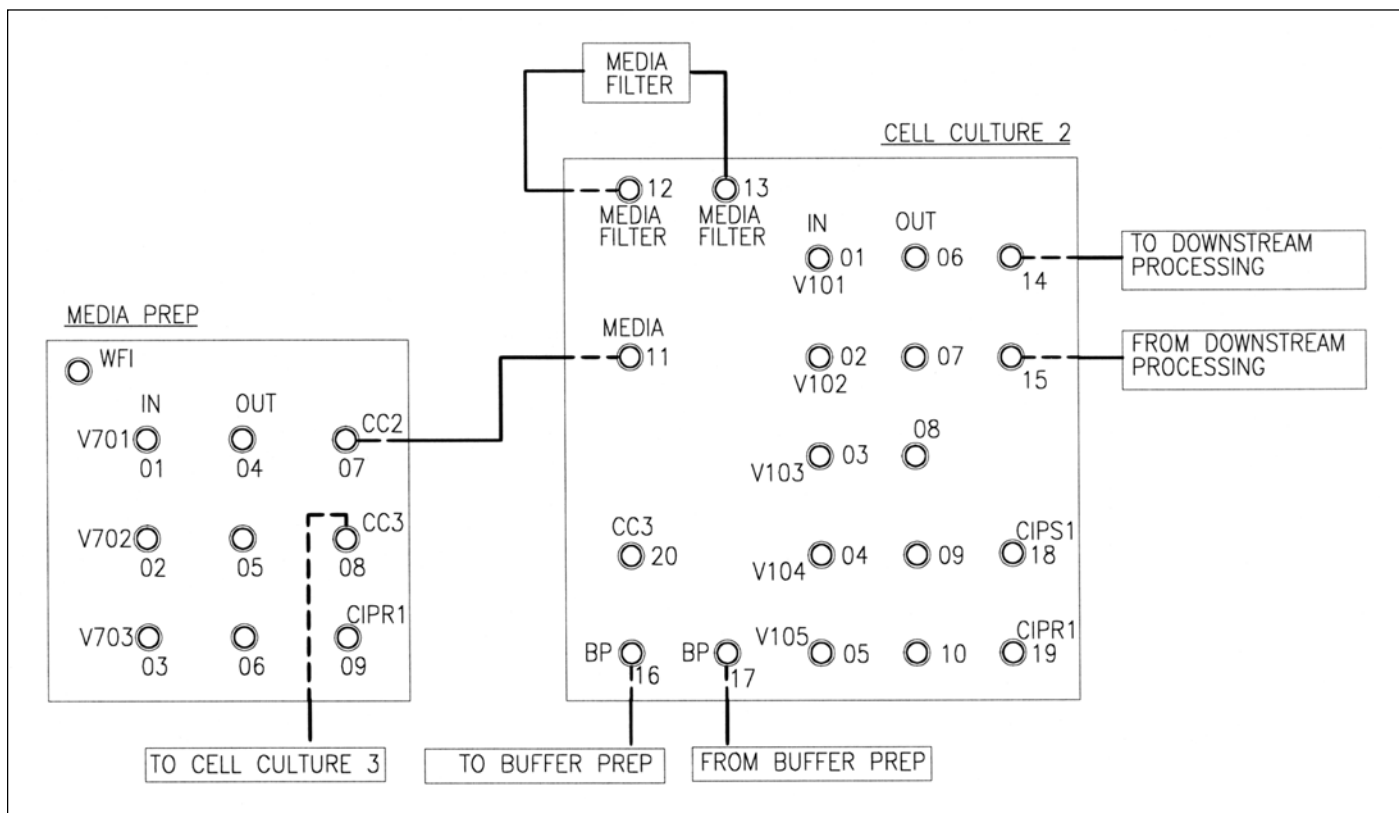 MEDIA
FILTER
CELL CULTURE 2
12 13
MEDIA
FILTER
MEDIA
FILTER
IN OUT
01 06
V101
14
TO DOWNSTREAM
PROCESSING
MEDIA
11
02 07
V102
15
FROM DOWNSTREAM
PROCESSING
03 08
V103
CC3
20
V104 04 09
CIPS1
18
BP
16
BP
17
V105 05 10
CIPR1
19
MEDIA PREP
WFI
IN OUT
V701
01 04 07
CC2
V702
02 05 08
CC3
V703
03 06 09
CIPR1
TO CELL CULTURE 3
TO BUFFER PREP
FROM BUFFER PREP